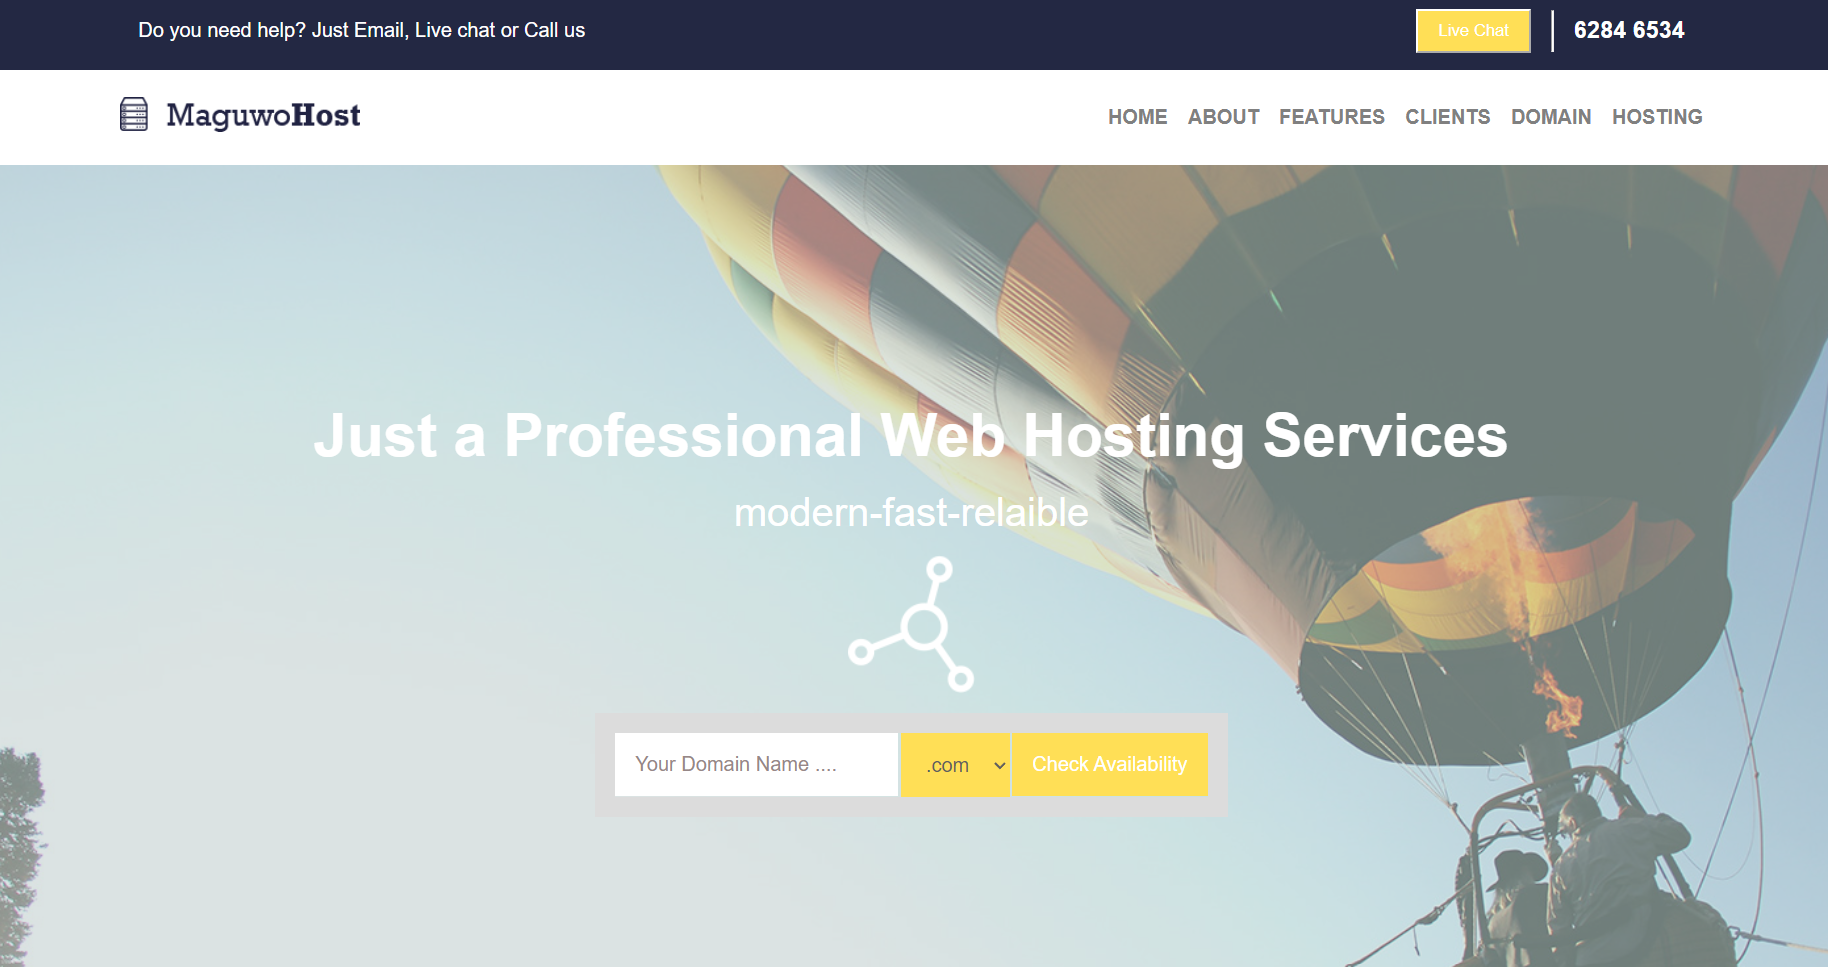 Do you need help? Just Email, Live chat or Call us
Live Chat
6284 6534
MaguwoHost
HOME ABOUT FEATURES CLIENTS DOMAIN HOSTING
Just a Professional Web Hosting Services
modern-fast-relaible
Your Domain Name ....
.com
Check Availability